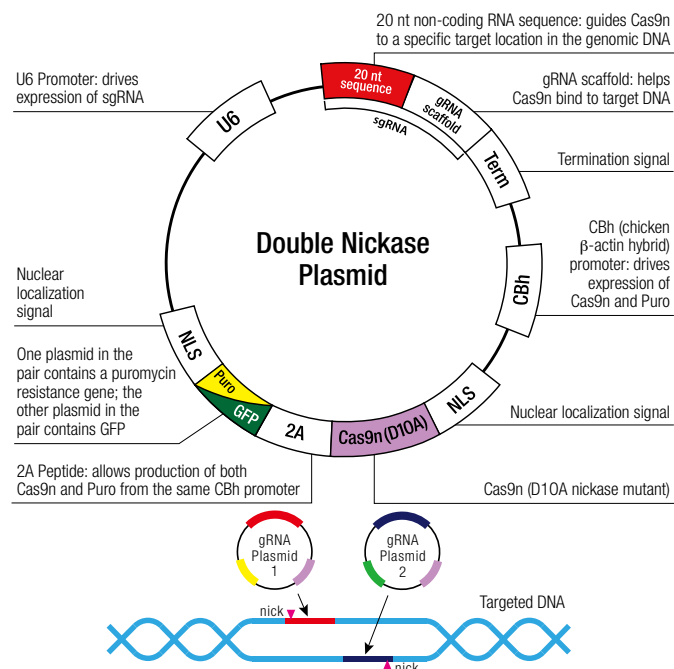 20 nt non-coding RNA sequence: guides Cas9n
to a specific target location in the genomic DNA
U6 Promoter: drives
expression of sgRNA
gRNA scaffold: helps
Cas9n bind to target DNA
20 nt
sequence
gRNA
scaffold
sgRNA
U6
Term
Termination signal
Double Nickase
Plasmid
CBh (chicken
β-actin hybrid)
promoter: drives
expression of
Cas9n and Puro
CBh
Nuclear
localization
signal
NLS
One plasmid in the
pair contains a puromycin
resistance gene; the
other plasmid in the
pair contains GFP
Puro
GFP
2A
Cas9n (D10A)
NLS
Nuclear localization signal
2A Peptide: allows production of both
Cas9n and Puro from the same CBh promoter
Cas9n (D10A nickase mutant)
gRNA
Plasmid
1
gRNA
Plasmid
2
nick
Targeted DNA
nick